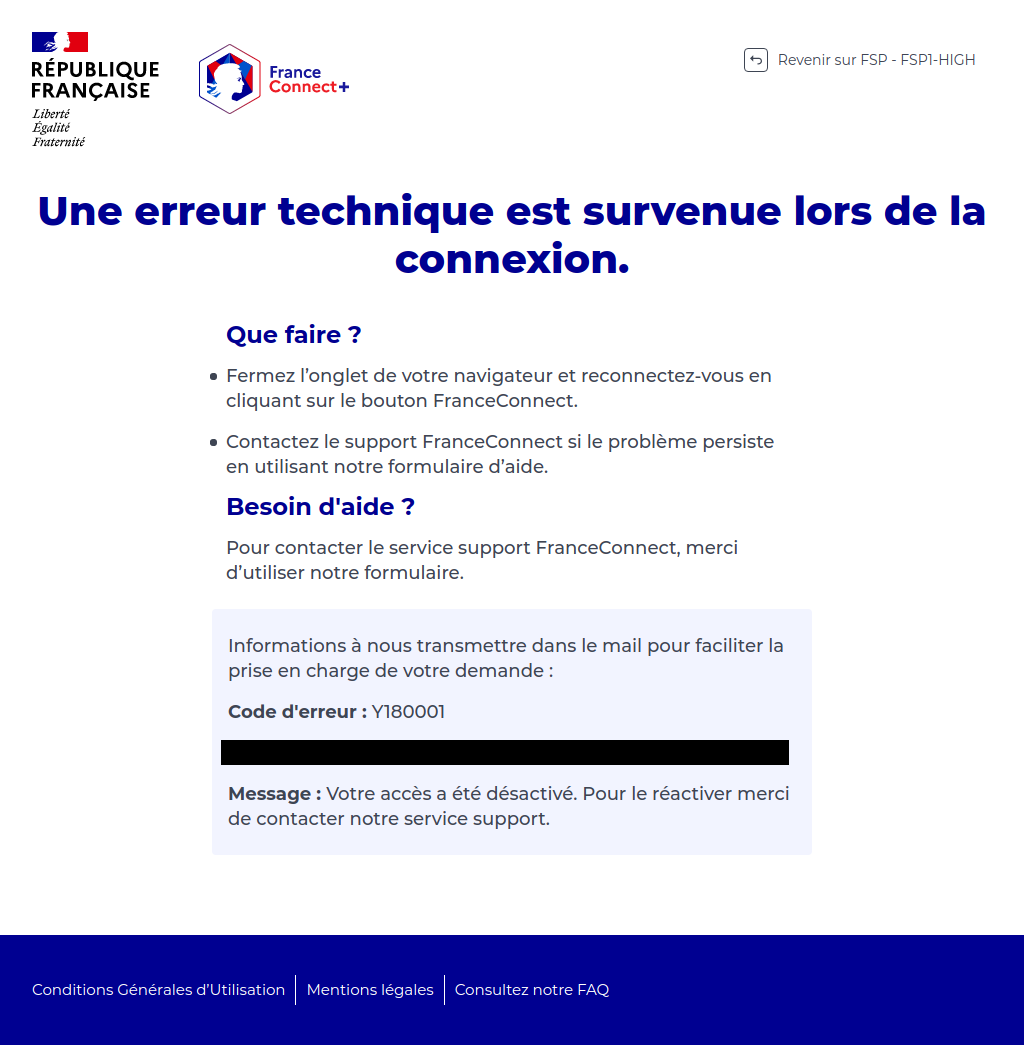 RÉPUBLIQUE
FRANÇAISE
Liberté
Égalité
Fraternité
France
Connect+
Revenir sur FSP - FSP1-HIGH
Une erreur technique est survenue lors de la
connexion.
Que faire ?
Fermez l’onglet de votre navigateur et reconnectez-vous en
cliquant sur le bouton FranceConnect.
Contactez le support FranceConnect si le problème persiste
en utilisant notre formulaire d’aide.
Besoin d'aide ?
Pour contacter le service support FranceConnect, merci
d’utiliser notre formulaire.
Informations à nous transmettre dans le mail pour faciliter la
prise en charge de votre demande :
Code d'erreur : Y180001
Message : Votre accès a été désactivé. Pour le réactiver merci
de contacter notre service support.
Conditions Générales d’Utilisation
Mentions légales
Consultez notre FAQ